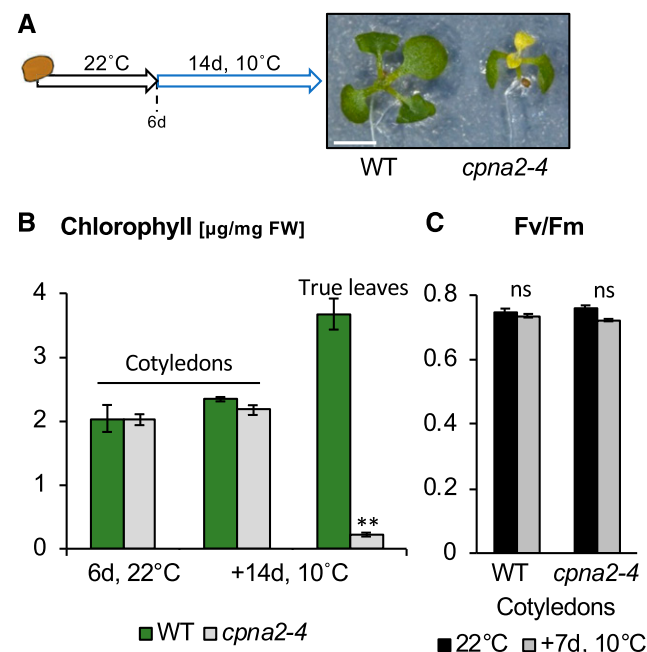 A
22°C
14d, 10°C
6d
WT
cpna2-4
B
Chlorophyll [µg/mg FW]
4
3
2
1
0
Cotyledons
True leaves
**
6d, 22°C
+14d, 10°C
WT
cpna2-4
C
Fv/Fm
0.8
0.6
0.4
0.2
0
ns
ns
WT
cpna2-4
Cotyledons
22°C
+7d, 10°C